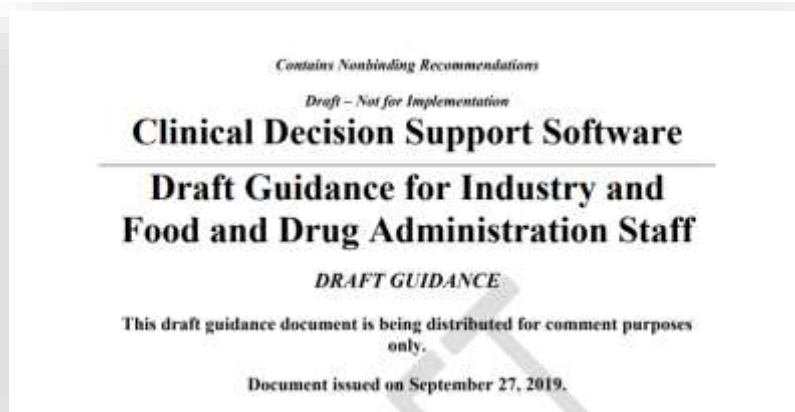 Contains Nonbinding Recommendations
Draft – Not for Implementation
Clinical Decision Support Software
Draft Guidance for Industry and
Food and Drug Administration Staff
DRAFT GUIDANCE
This draft guidance document is being distributed for comment purposes
only.
Document issued on September 27, 2019.